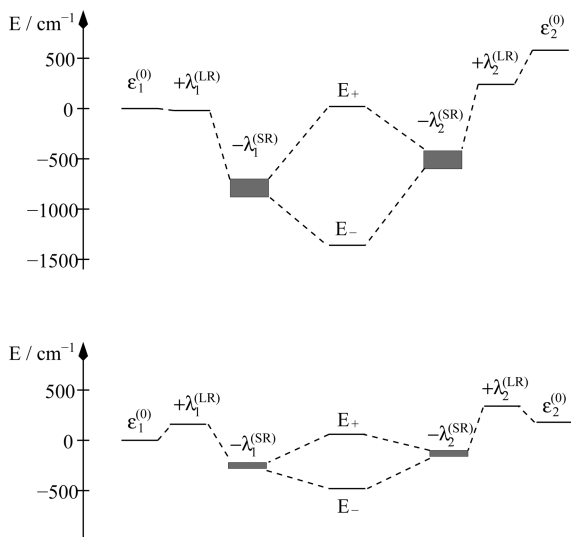 E / cm⁻¹
500
0
−500
−1000
−1500
ε₁⁽⁰⁾
+λ₁⁽ᴸᴿ⁾
−λ₁⁽ˢᴿ⁾
E₊
E₋
−λ₂⁽ˢᴿ⁾
+λ₂⁽ᴸᴿ⁾
ε₂⁽⁰⁾
E / cm⁻¹
500
0
−500
ε₁⁽⁰⁾
+λ₁⁽ᴸᴿ⁾
−λ₁⁽ˢᴿ⁾
E₊
E₋
−λ₂⁽ˢᴿ⁾
+λ₂⁽ᴸᴿ⁾
ε₂⁽⁰⁾